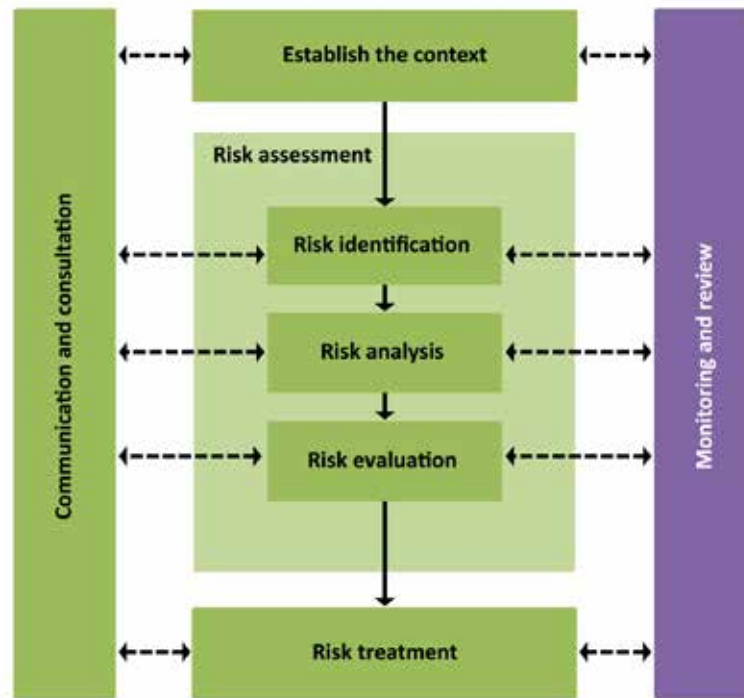 Communication and consultation
Establish the context
Risk assessment
Risk identification
Risk analysis
Risk evaluation
Risk treatment
Monitoring and review